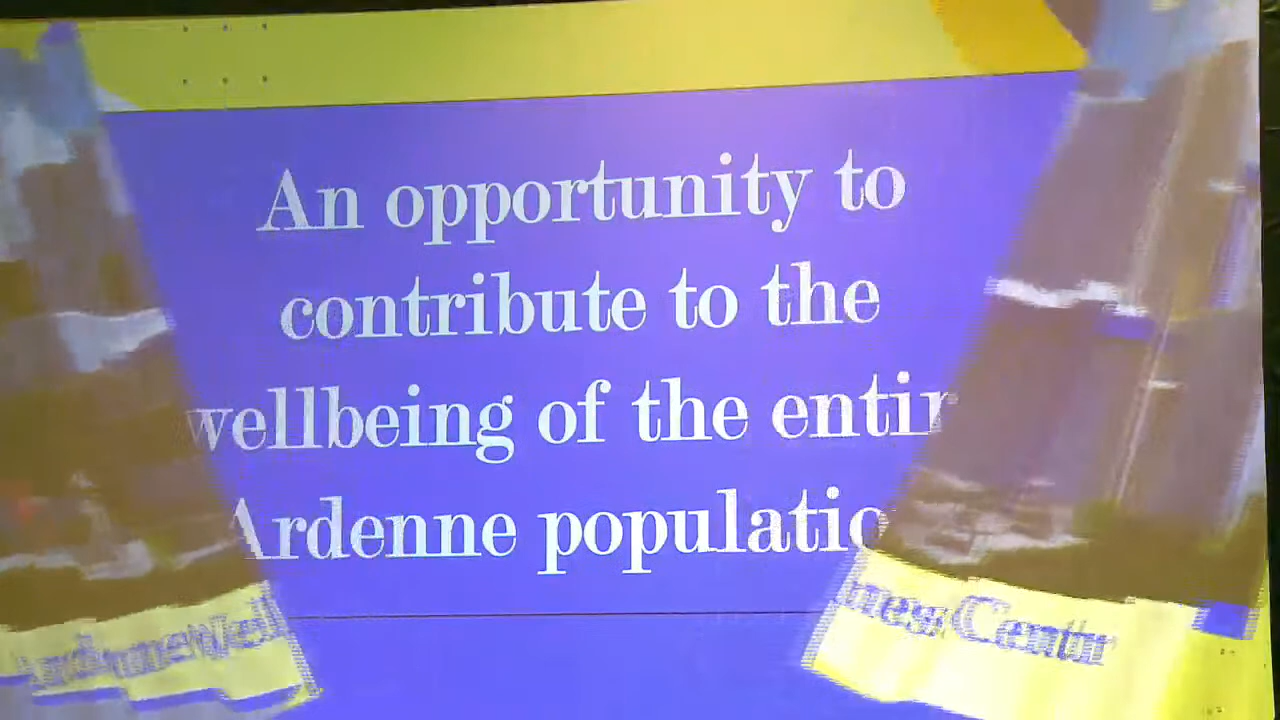 An opportunity to
contribute to the
wellbeing of the entir
Ardenne populatio